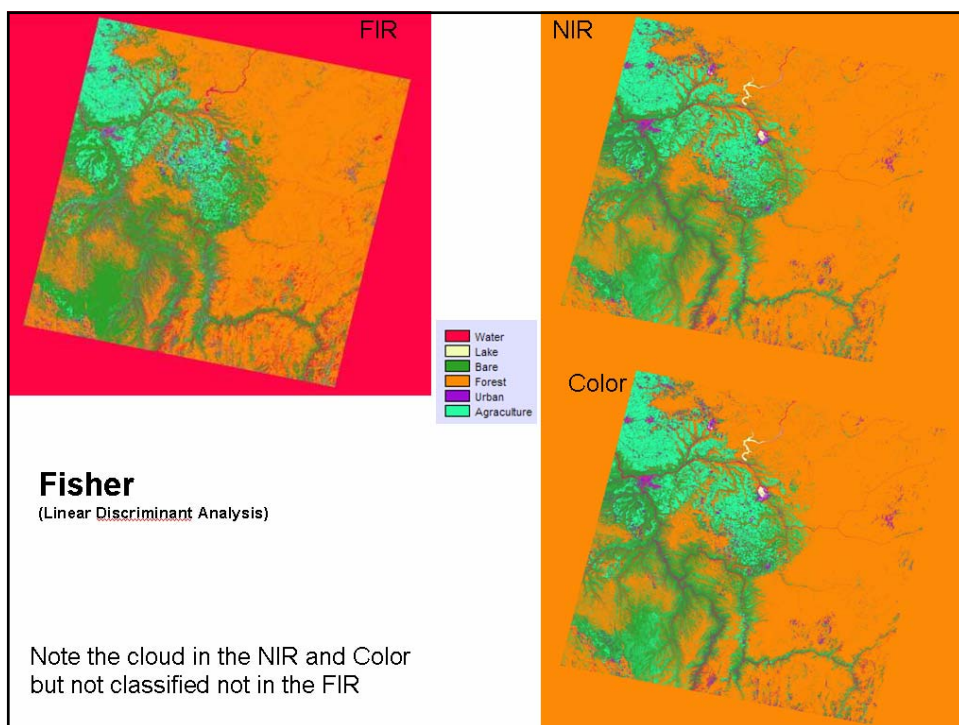 FIR
NIR
Water
Lake
Bare
Forest
Urban
Agraculture
Color
Fisher
(Linear Discriminant Analysis)
Note the cloud in the NIR and Color
but not classified not in the FIR